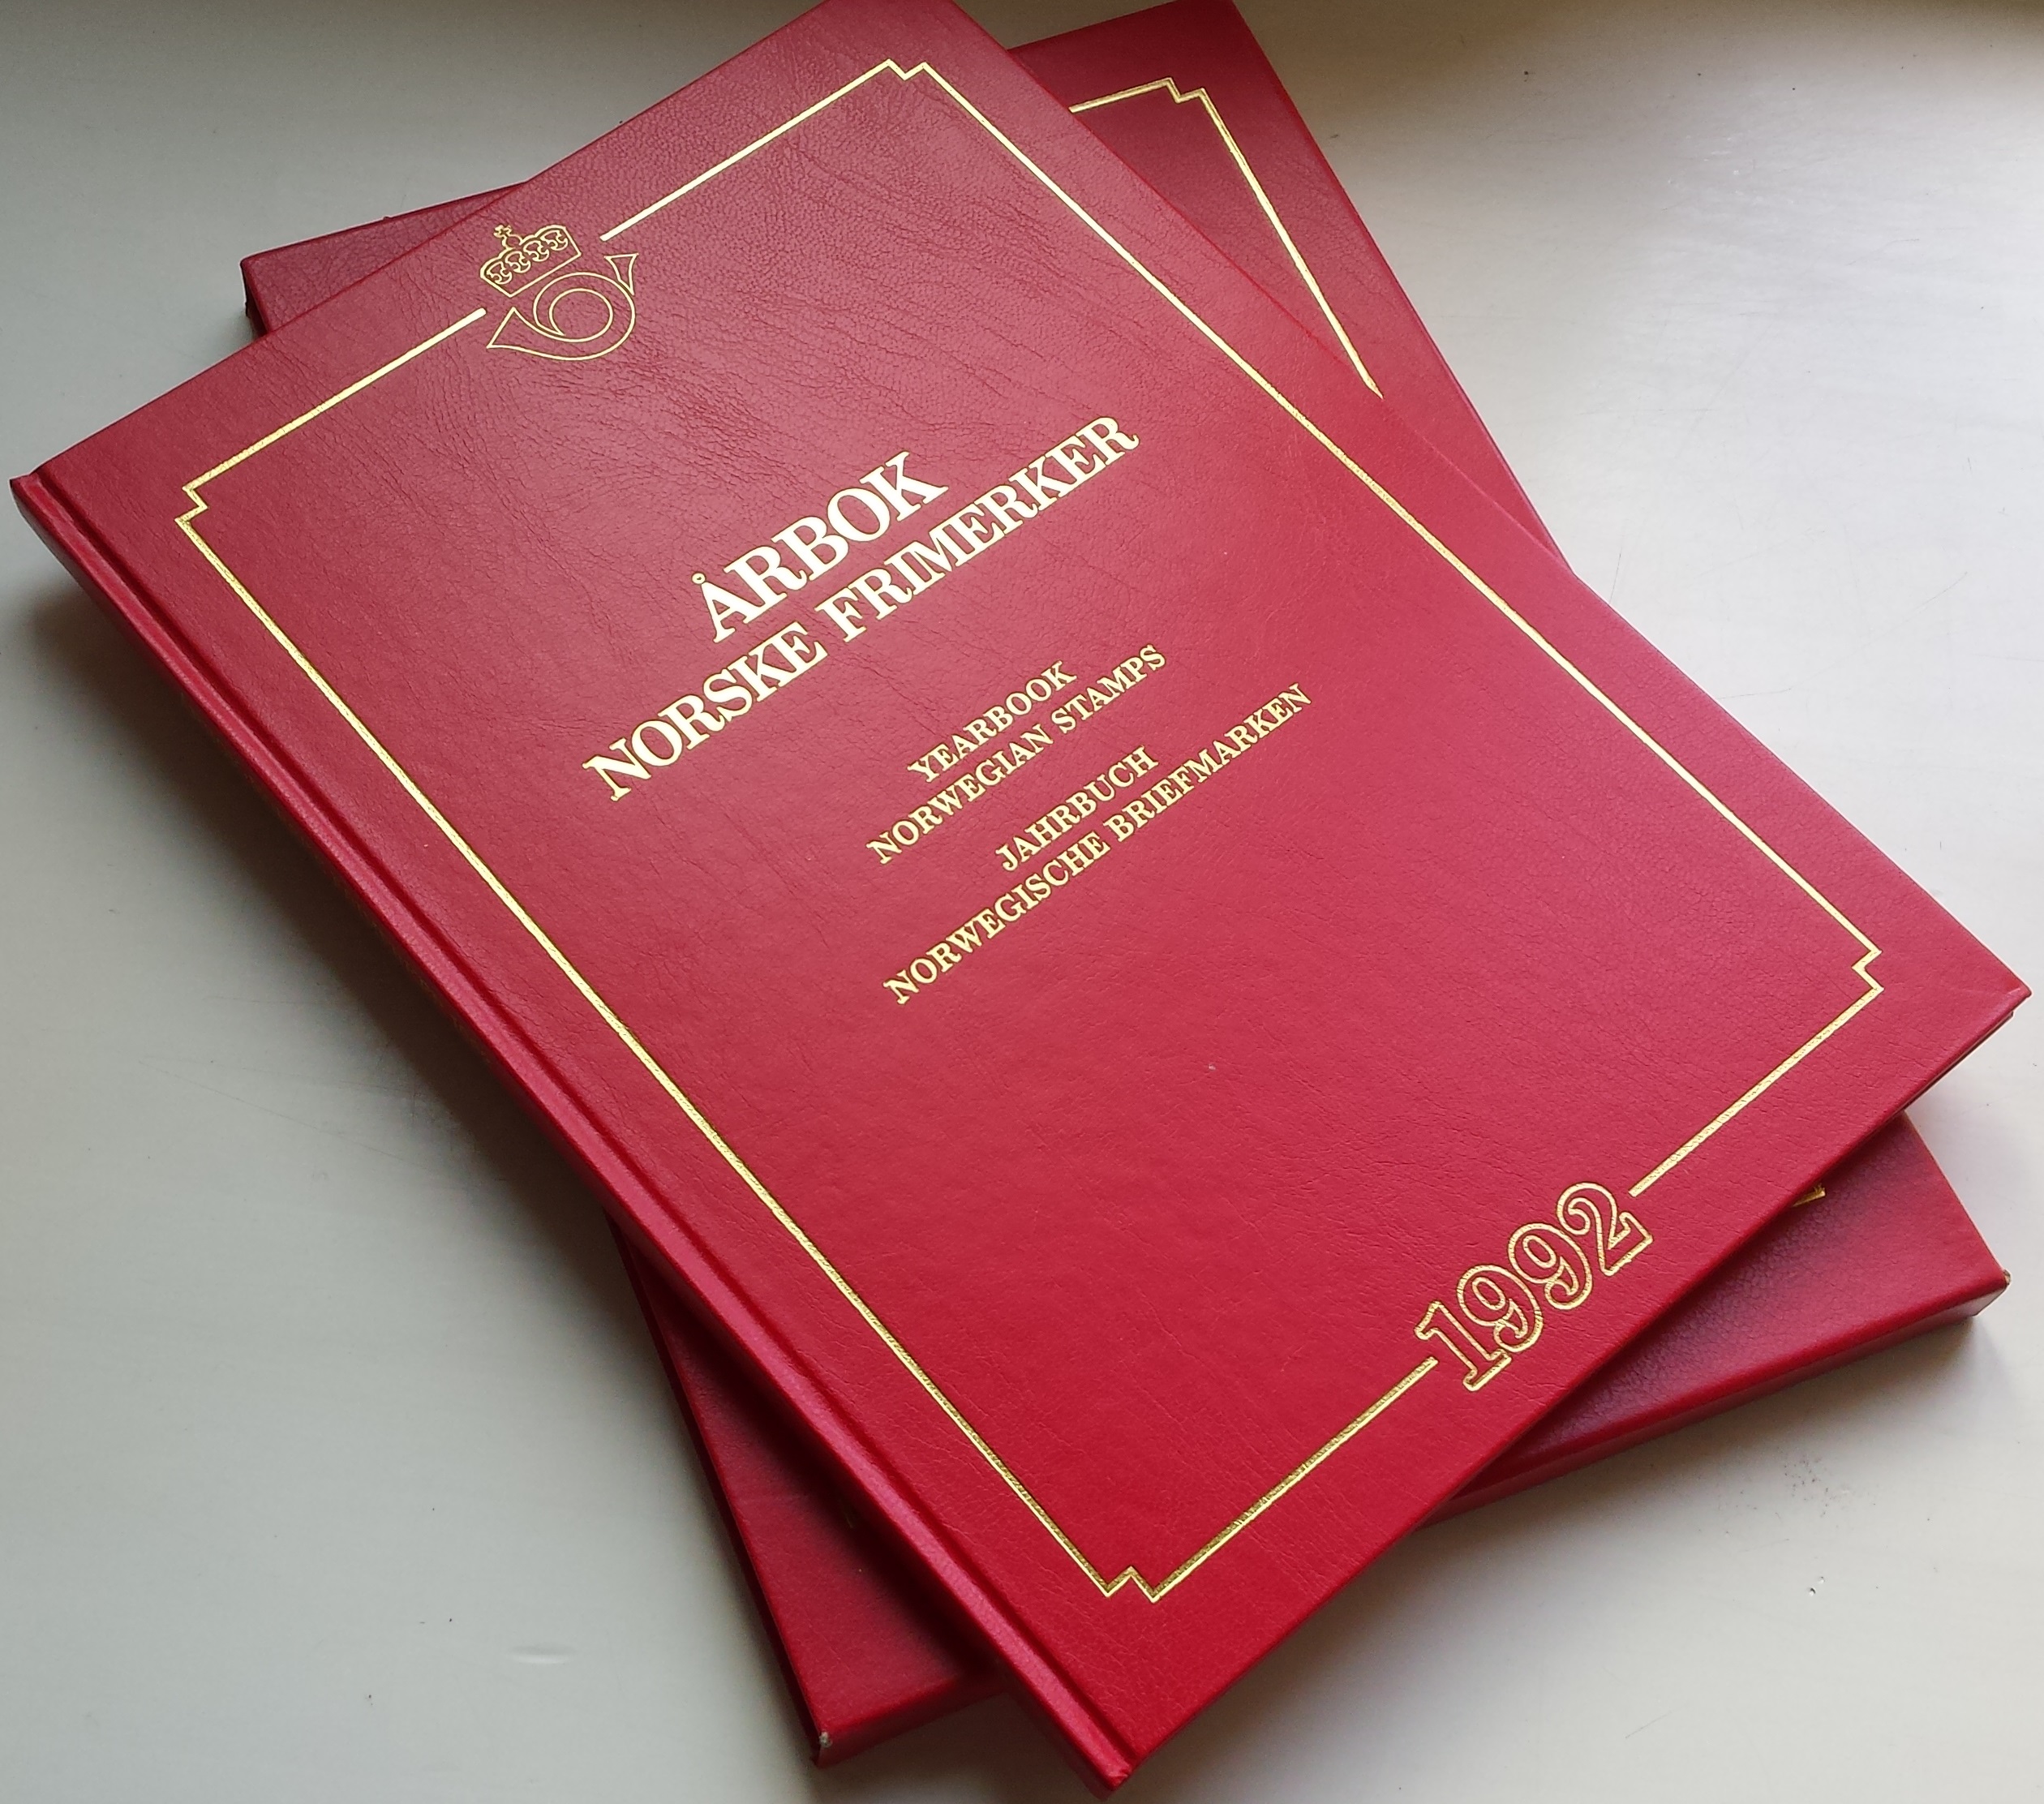 ÅRBOK
NORSKE FRIMERKER
YEARBOOK
NORWEGIAN STAMPS
JAHRBUCH
NORWEGISCHE BRIEFMARKEN
1992